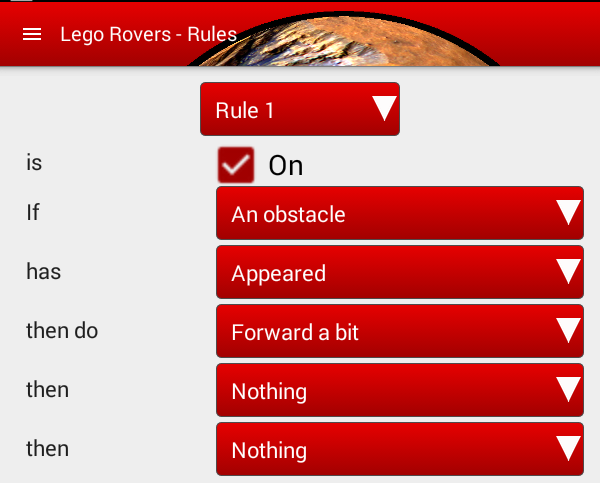 Lego Rovers - Rules
Rule 1
is On
If An obstacle
has Appeared
then do Forward a bit
then Nothing
then Nothing